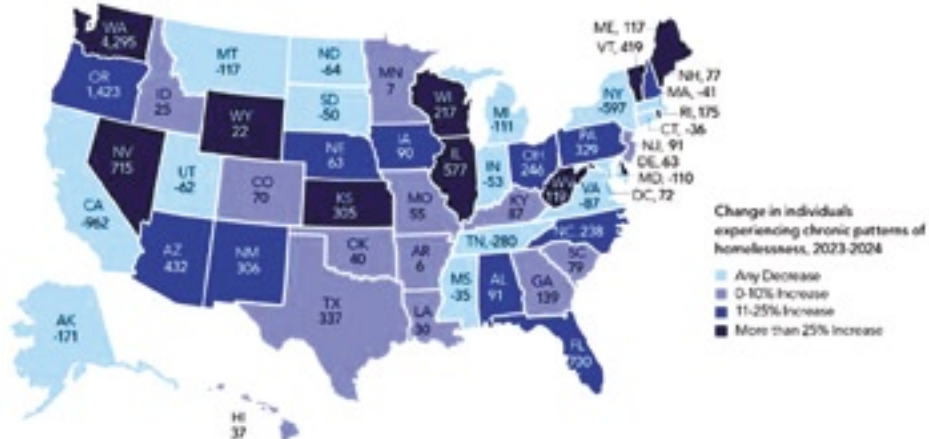 WA
4,295
OR
1,423
ID
25
MT
-117
ND
-64
SD
-50
MN
7
WY
22
NV
715
UT
-62
CA
-962
CO
70
NE
63
KS
305
IA
90
MO
55
WI
217
IL
577
MI
-111
IN
-53
OH
246
PA
329
NY
-597
ME, 117
VT, 419
NH, 77
MA, -41
RI, 175
CT, -36
NJ, 91
DE, 63
MD, -110
DC, 72
WV
VA
-87
KY
87
TN, -280
NC, 238
SC
79
GA
139
AL
91
MS
-35
AR
6
LA
OK
40
TX
337
NM
306
AZ
432
FL
AK
-171
HI
37
Change in individuals
experiencing chronic patterns of
homelessness, 2023-2024
Any Decrease
0-10% Increase
11-25% Increase
More than 25% Increase